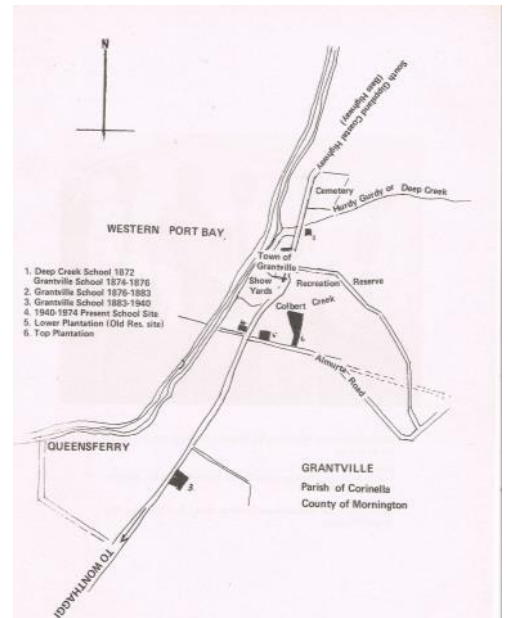 N
South Gippland Coastal Highway
(Bass Highway)
Cemetery
Hurdy Gurdy or Deep Creek
WESTERN PORT BAY
Town of
Grantville
Show
Yards
Recreation Reserve
Colbert
Creek
1. Deep Creek School 1872
Grantville School 1874-1876
2. Grantville School 1876-1883
3. Grantville School 1883-1940
4. 1940-1974 Present School Site
5. Lower Plantation (Old Res. site)
6. Top Plantation
Almurta Road
QUEENSFERRY
3.
GRANTVILLE
Parish of Corinella
County of Mornington
TO WONTHAGGI